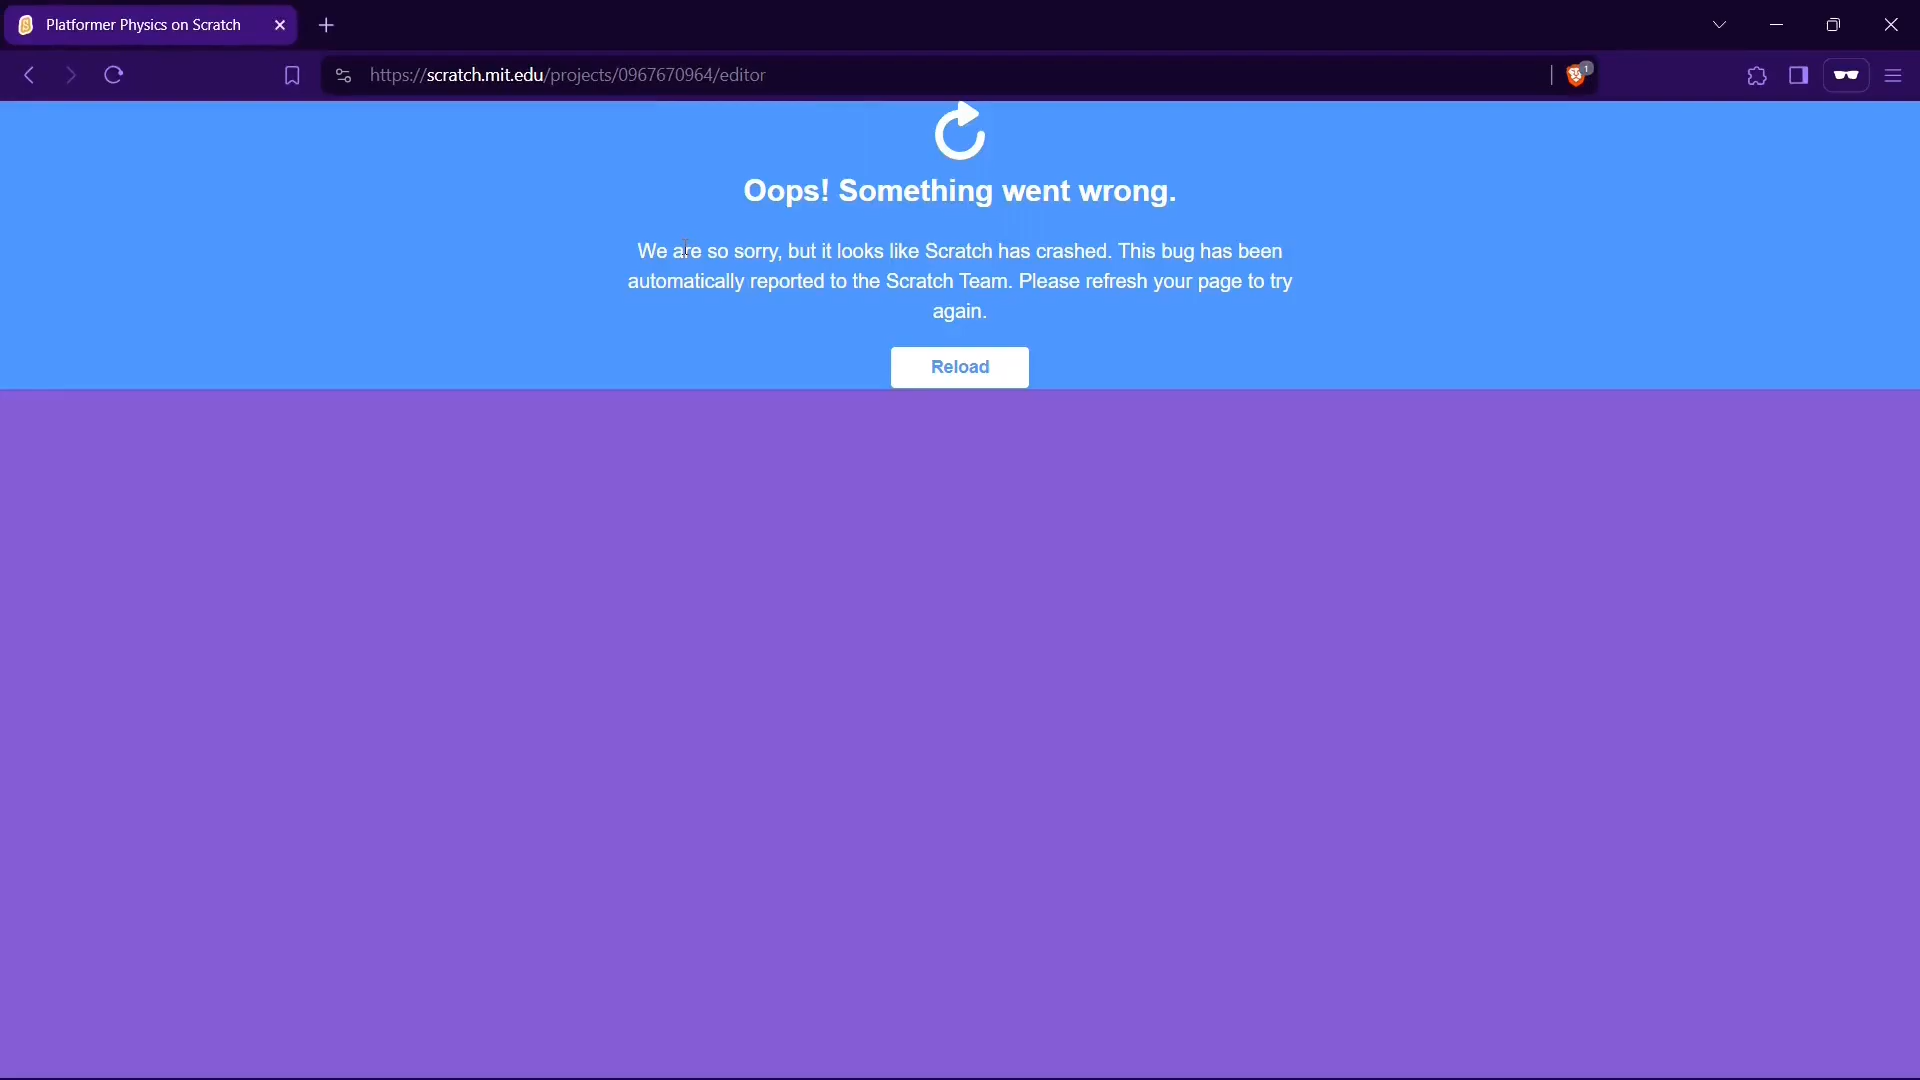 Platformer Physics on Scratch
https://scratch.mit.edu/projects/0967670964/editor
1
Oops! Something went wrong.
We are so sorry, but it looks like Scratch has crashed. This bug has been
automatically reported to the Scratch Team. Please refresh your page to try
again.
Reload